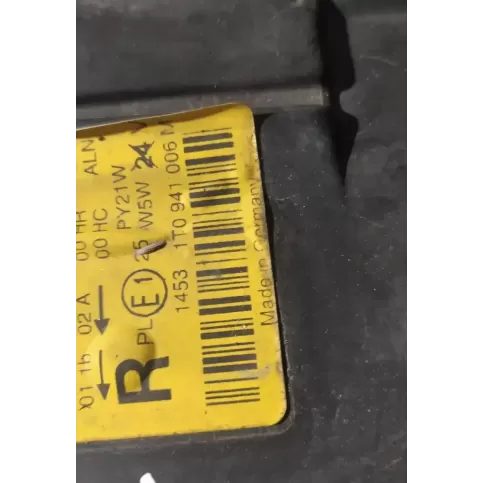 01 1b 02 A 00 HR ALN
00 HC
PY21W
R PL E1 25 W5W 24 V
1453 1T0 941 006 M
Made in Germany